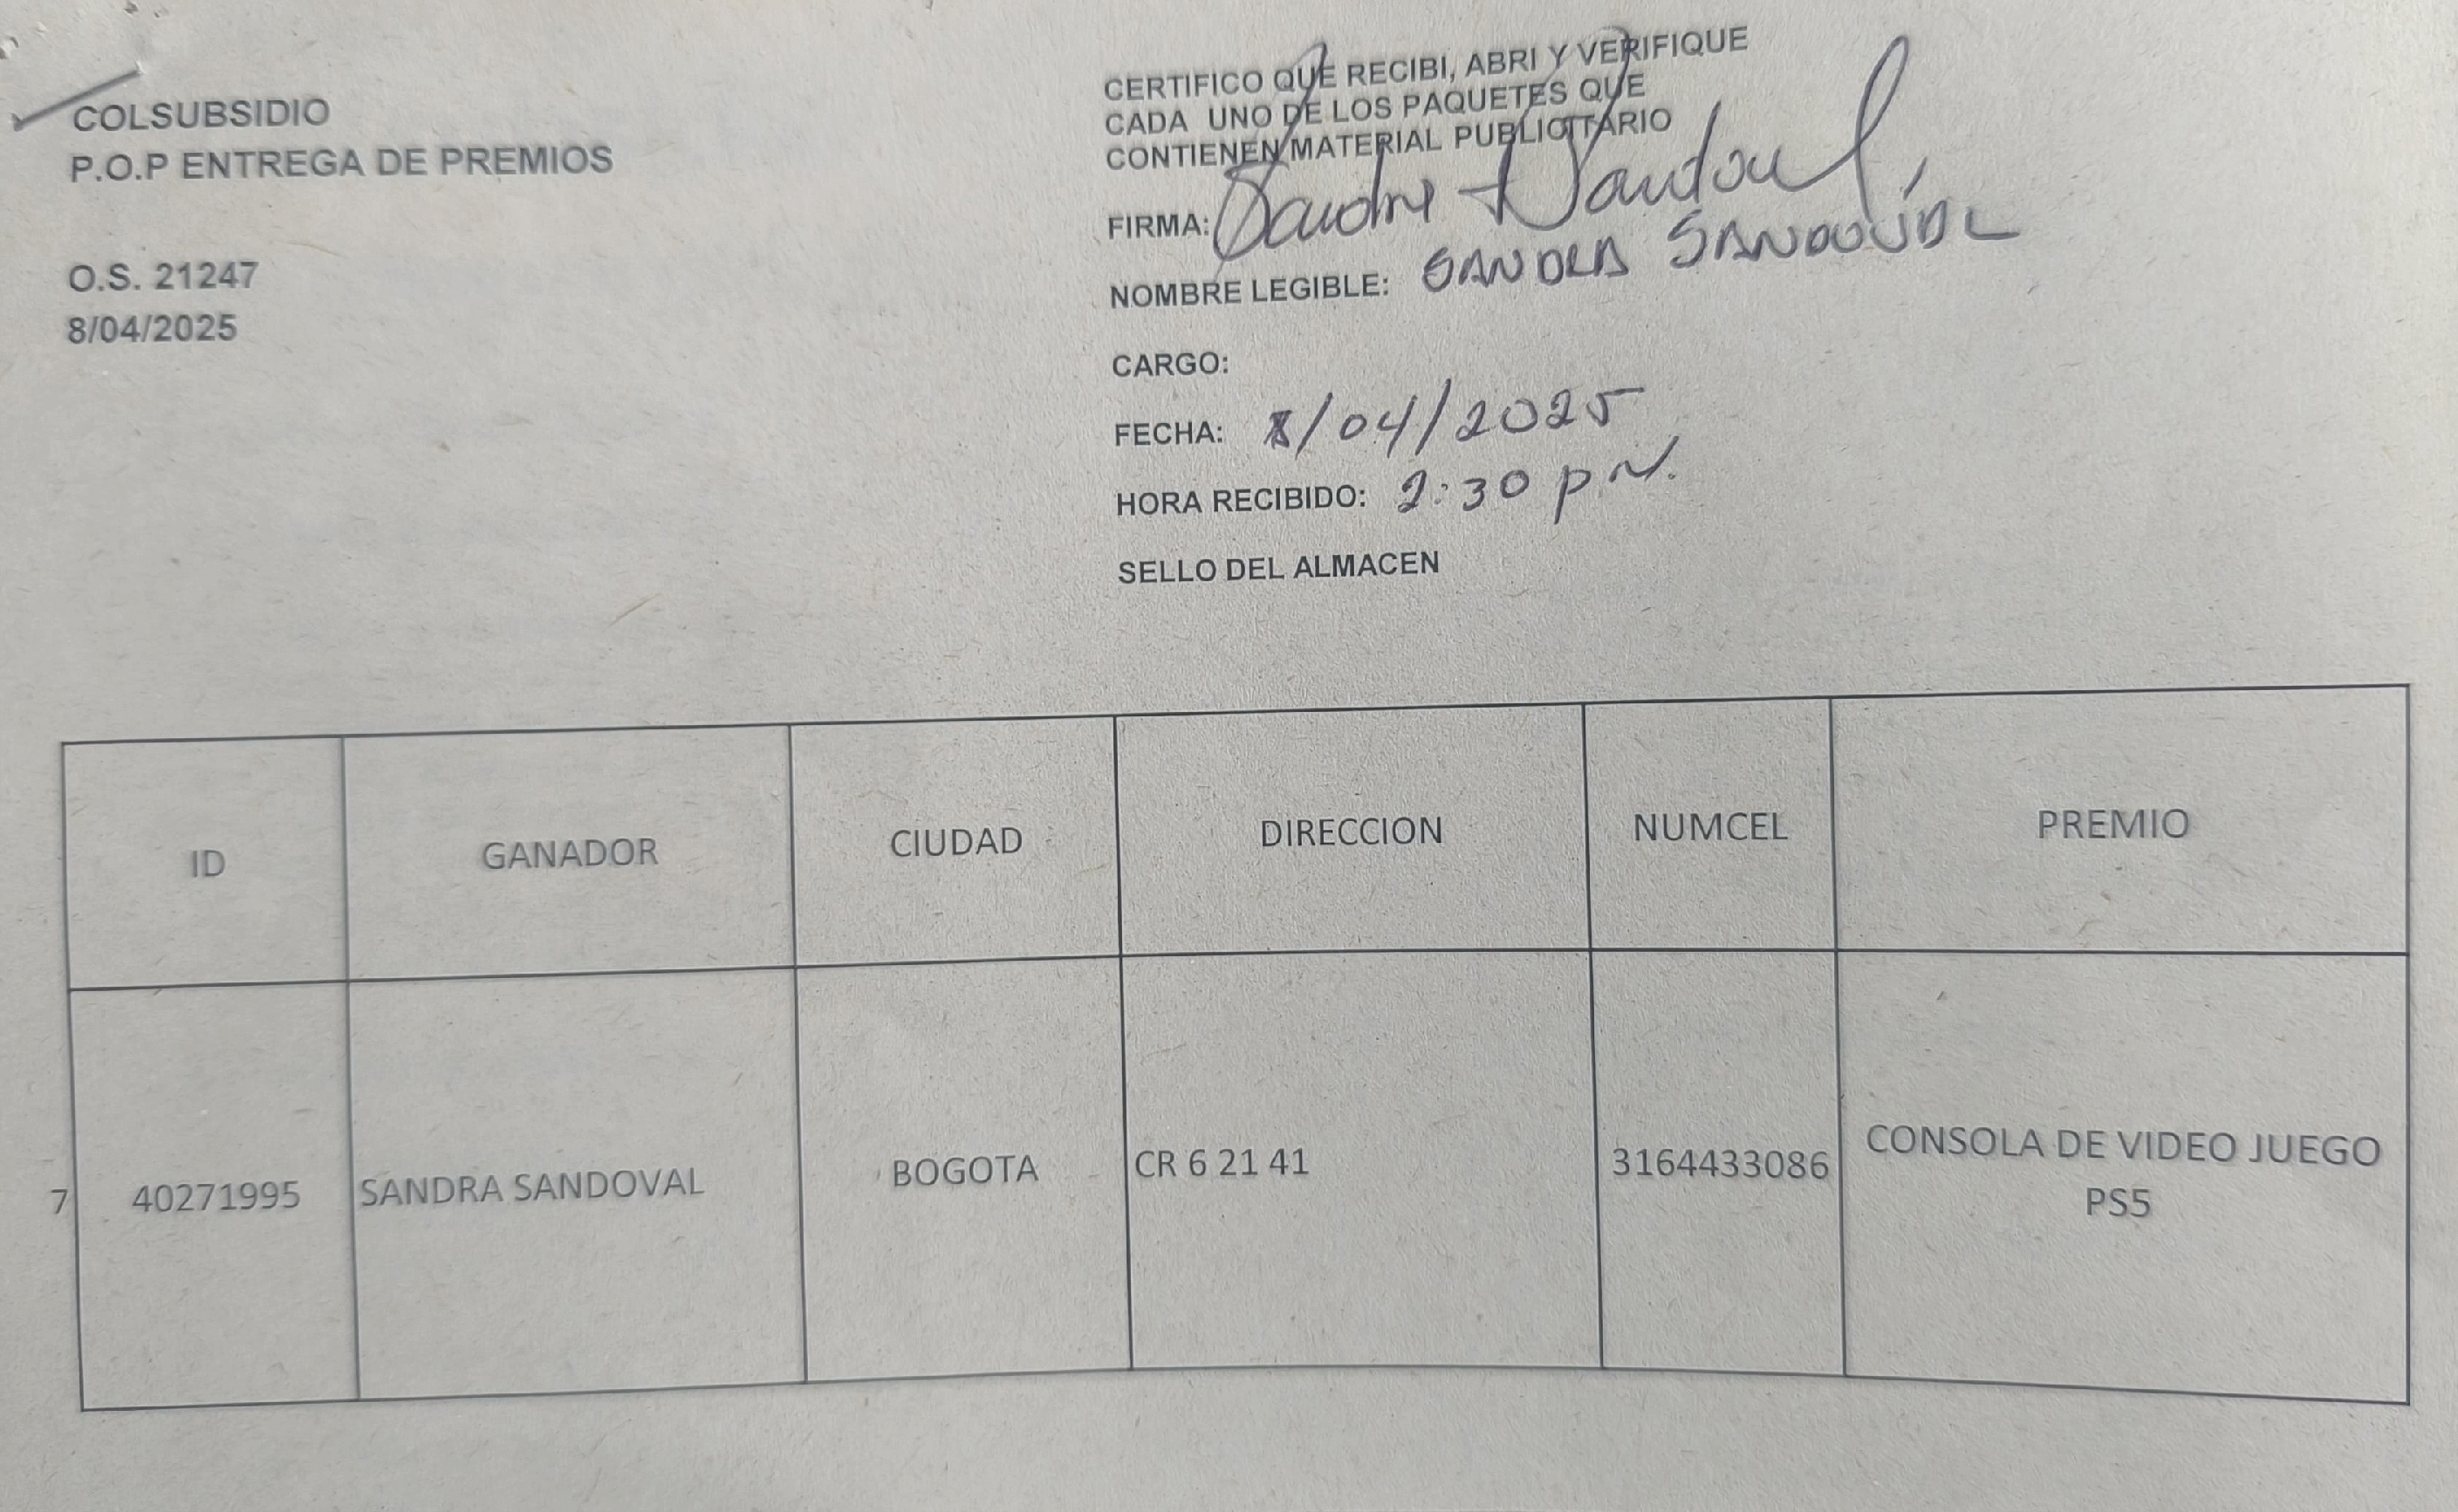 COLSUBSIDIO
P.O.P ENTREGA DE PREMIOS
O.S. 21247
8/04/2025
CERTIFICO QUE RECIBI, ABRI Y VERIFIQUE
CADA UNO DE LOS PAQUETES QUE
CONTIENEN MATERIAL PUBLICITARIO
FIRMA: Sandra Sandoval
NOMBRE LEGIBLE: SANDRA SANDOVAL
CARGO:
FECHA: 8/04/2025
HORA RECIBIDO: 2:30 p.m.
SELLO DEL ALMACEN
ID GANADOR CIUDAD DIRECCION NUMCEL PREMIO
7 40271995 SANDRA SANDOVAL BOGOTA CR 6 21 41 3164433086 CONSOLA DE VIDEO JUEGO
PS5